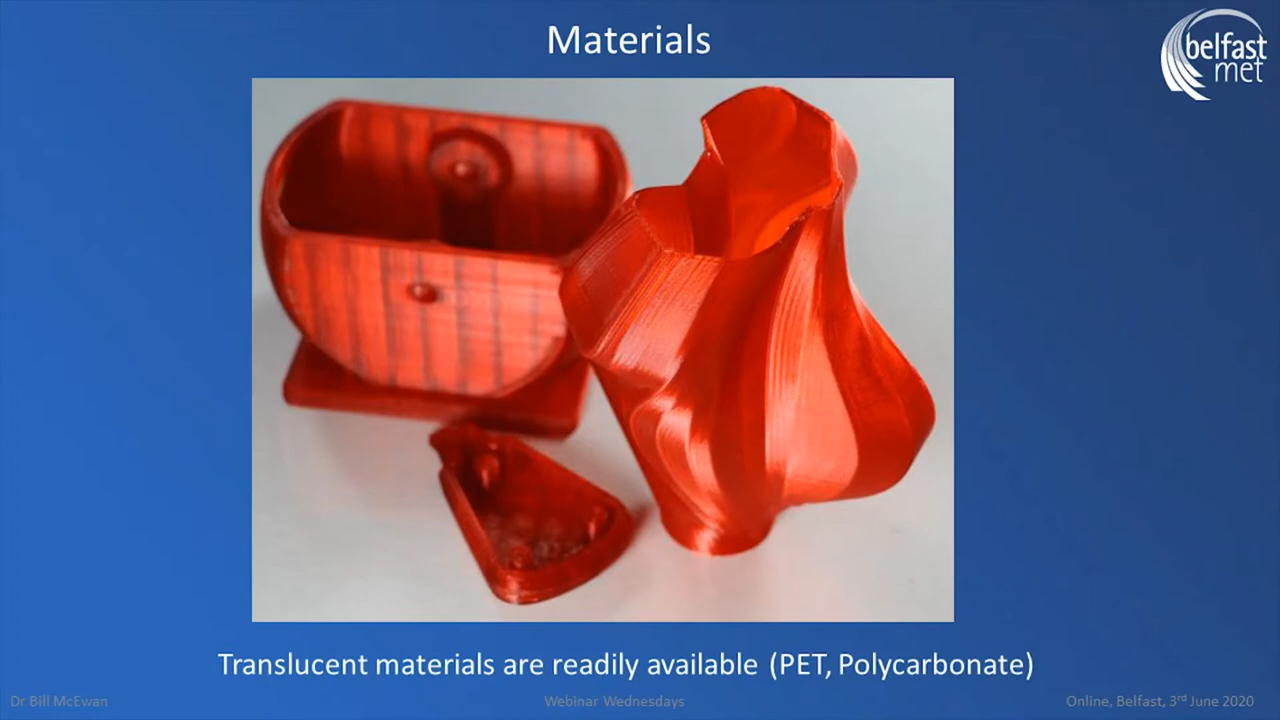 Materials
belfast
met
Translucent materials are readily available (PET, Polycarbonate)
Dr Bill McEwan
Webinar Wednesdays
Online, Belfast, 3rd June 2020